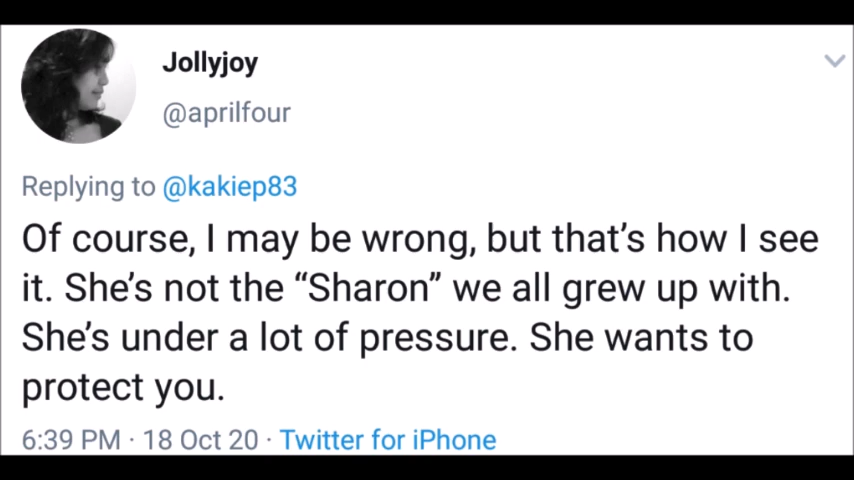 Jollyjoy
@aprilfour
Replying to @kakiep83
Of course, I may be wrong, but that’s how I see
it. She’s not the “Sharon” we all grew up with.
She’s under a lot of pressure. She wants to
protect you.
6:39 PM · 18 Oct 20 · Twitter for iPhone